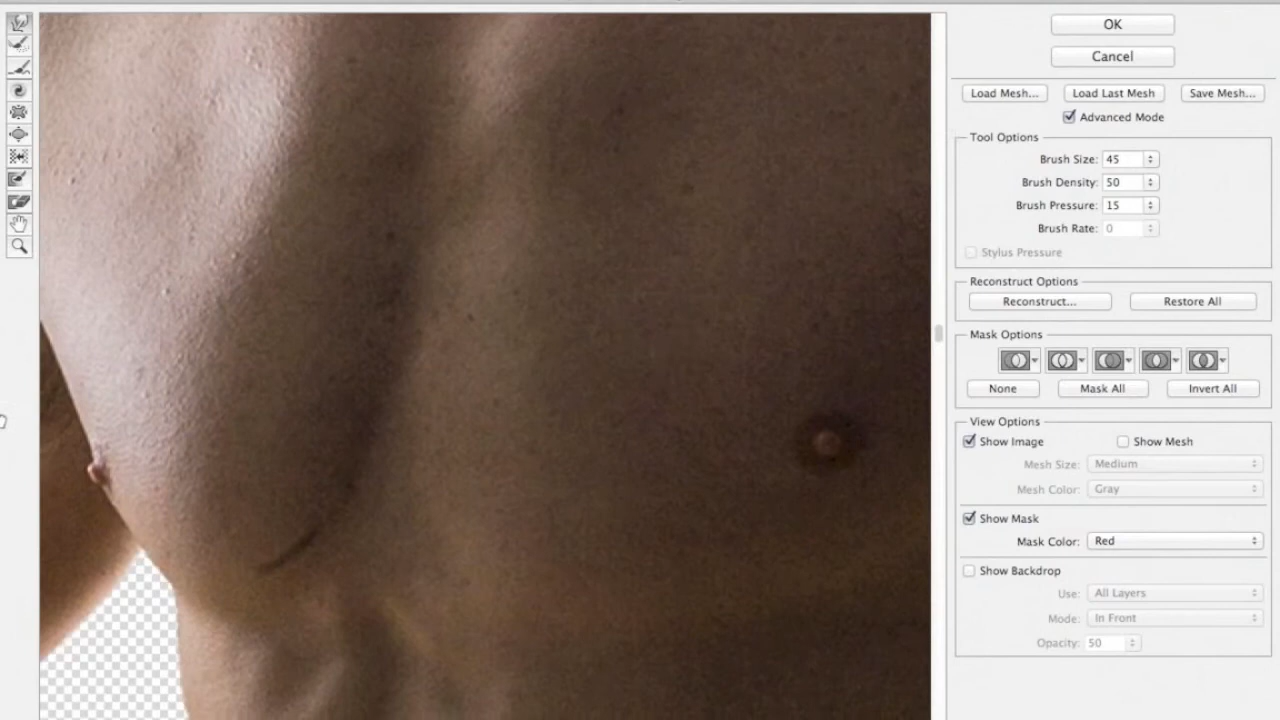 OK
Cancel
Load Mesh... Load Last Mesh Save Mesh...
Advanced Mode
Tool Options
Brush Size: 45
Brush Density: 50
Brush Pressure: 15
Brush Rate: 0
Stylus Pressure
Reconstruct Options
Reconstruct... Restore All
Mask Options
None Mask All Invert All
View Options
Show Image Show Mesh
Mesh Size: Medium
Mesh Color: Gray
Show Mask
Mask Color: Red
Show Backdrop
Use: All Layers
Mode: In Front
Opacity: 50